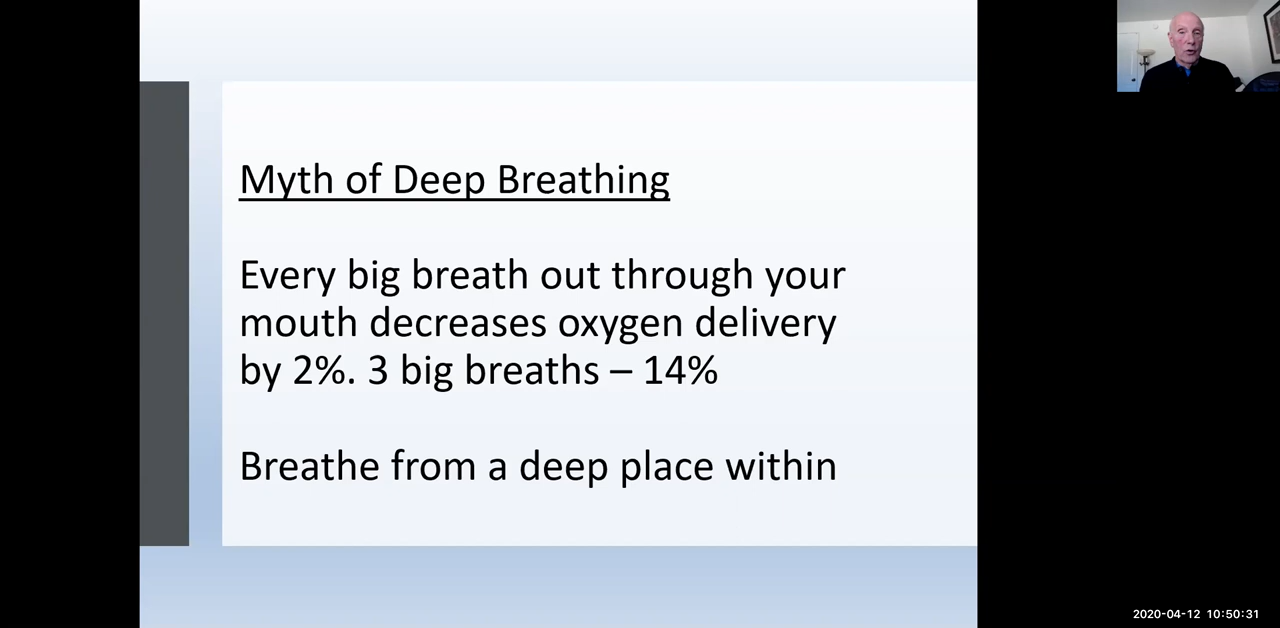 Myth of Deep Breathing
Every big breath out through your
mouth decreases oxygen delivery
by 2%. 3 big breaths – 14%
Breathe from a deep place within
2020-04-12 10:50:31